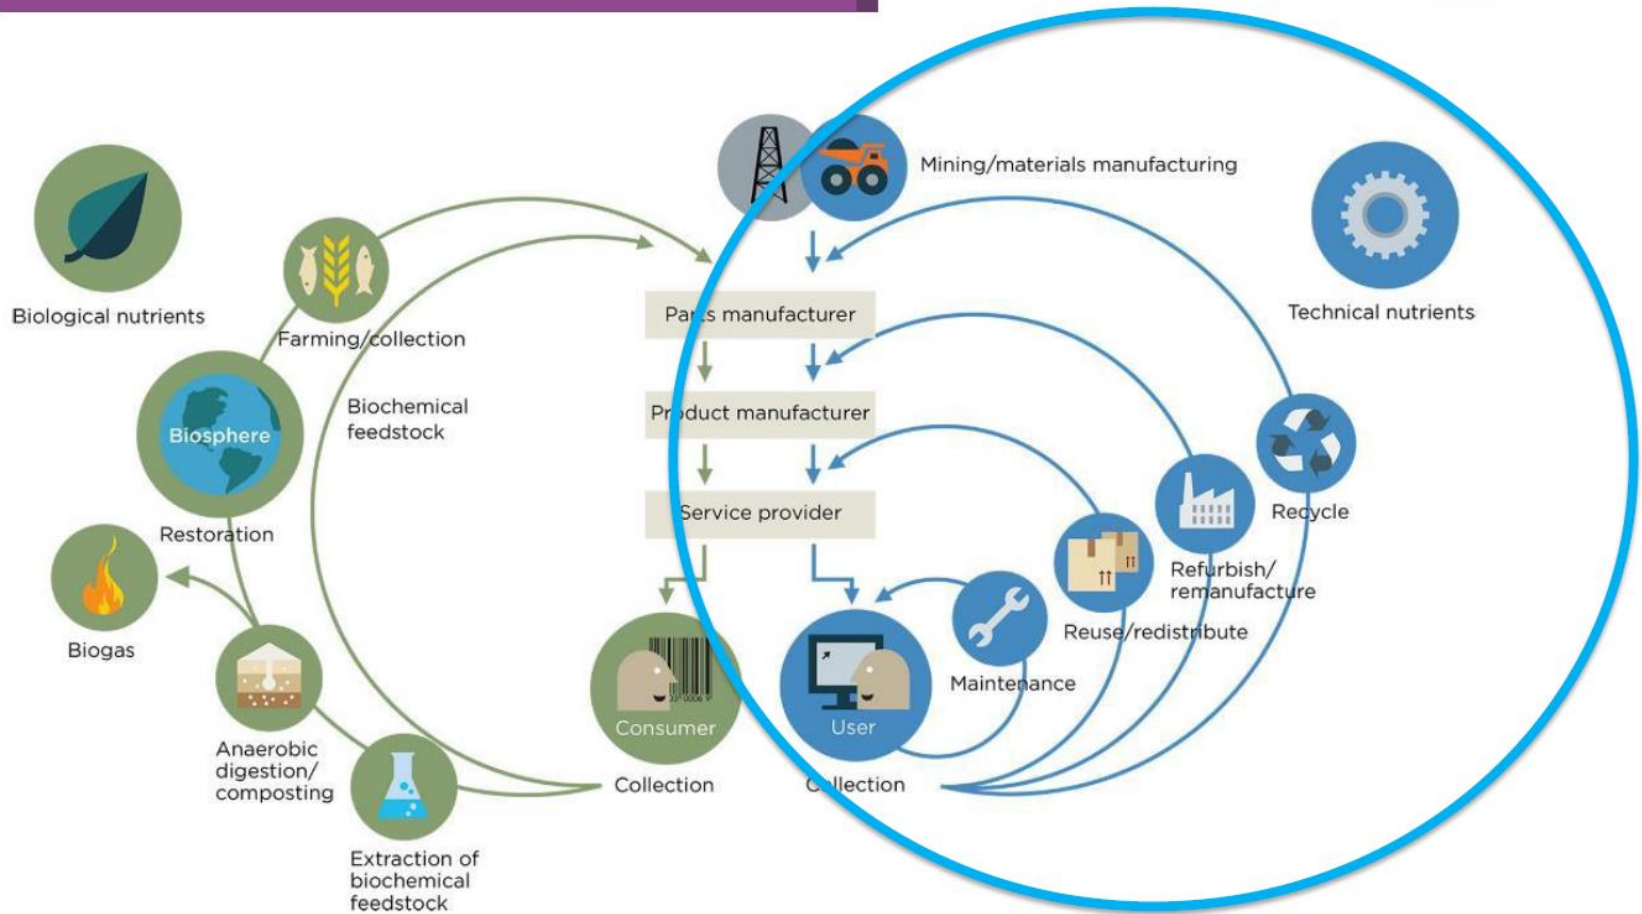 Mining/materials manufacturing
Biological nutrients
Technical nutrients
Farming/collection
Parts manufacturer
Biochemical
feedstock
Biosphere
Product manufacturer
Restoration
Service provider
Recycle
Refurbish/
remanufacture
Reuse/redistribute
Biogas
Maintenance
Consumer
User
Anaerobic
digestion/
composting
Collection
Collection
Extraction of
biochemical
feedstock